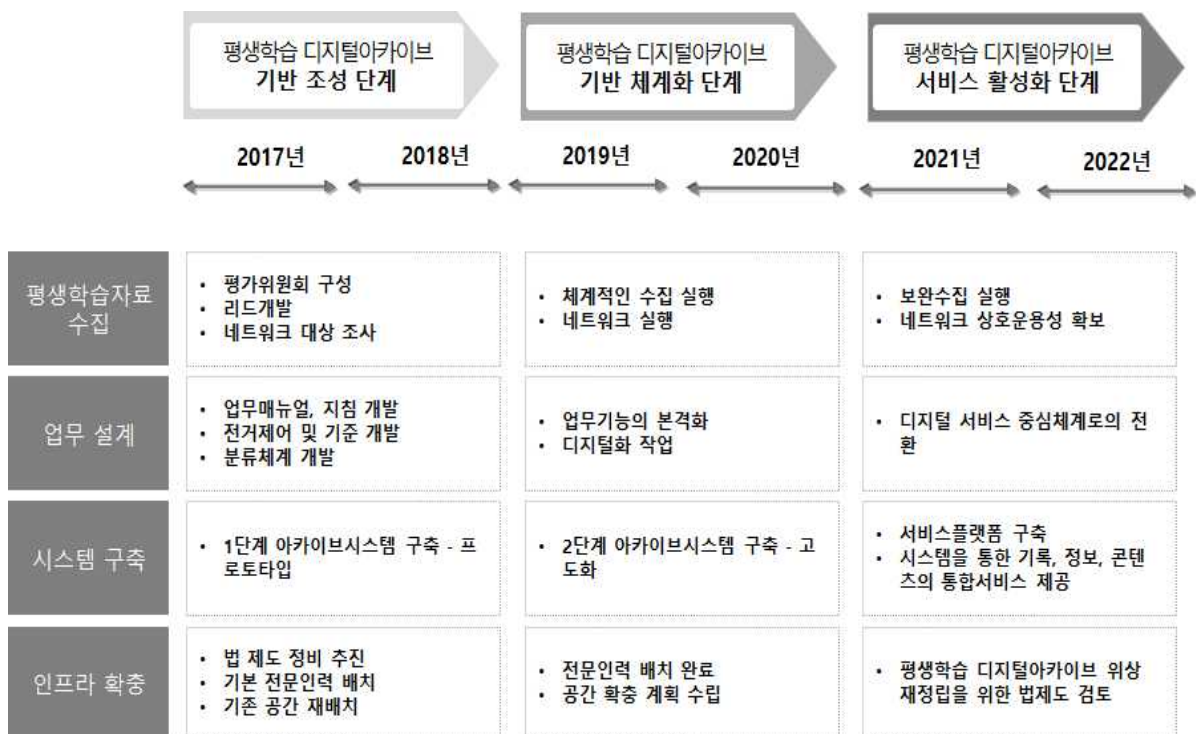 평생학습 디지털아카이브
기반 조성 단계
평생학습 디지털아카이브
기반 체계화 단계
평생학습 디지털아카이브
서비스 활성화 단계
2017년
2018년
2019년
2020년
2021년
2022년
평생학습자료
수집
• 평가위원회 구성
• 리드개발
• 네트워크 대상 조사
• 체계적인 수집 실행
• 네트워크 실행
• 보완수집 실행
• 네트워크 상호운용성 확보
업무 설계
• 업무매뉴얼, 지침 개발
• 전거제어 및 기준 개발
• 분류체계 개발
• 업무기능의 본격화
• 디지털화 작업
• 디지털 서비스 중심체계로의 전
환
시스템 구축
• 1단계 아카이브시스템 구축 - 프
로토타입
• 2단계 아카이브시스템 구축 - 고
도화
• 서비스플랫폼 구축
• 시스템을 통한 기록, 정보, 콘텐
츠의 통합서비스 제공
인프라 확충
• 법 제도 정비 추진
• 기본 전문인력 배치
• 기존 공간 재배치
• 전문인력 배치 완료
• 공간 확충 계획 수립
• 평생학습 디지털아카이브 위상
재정립을 위한 법제도 검토